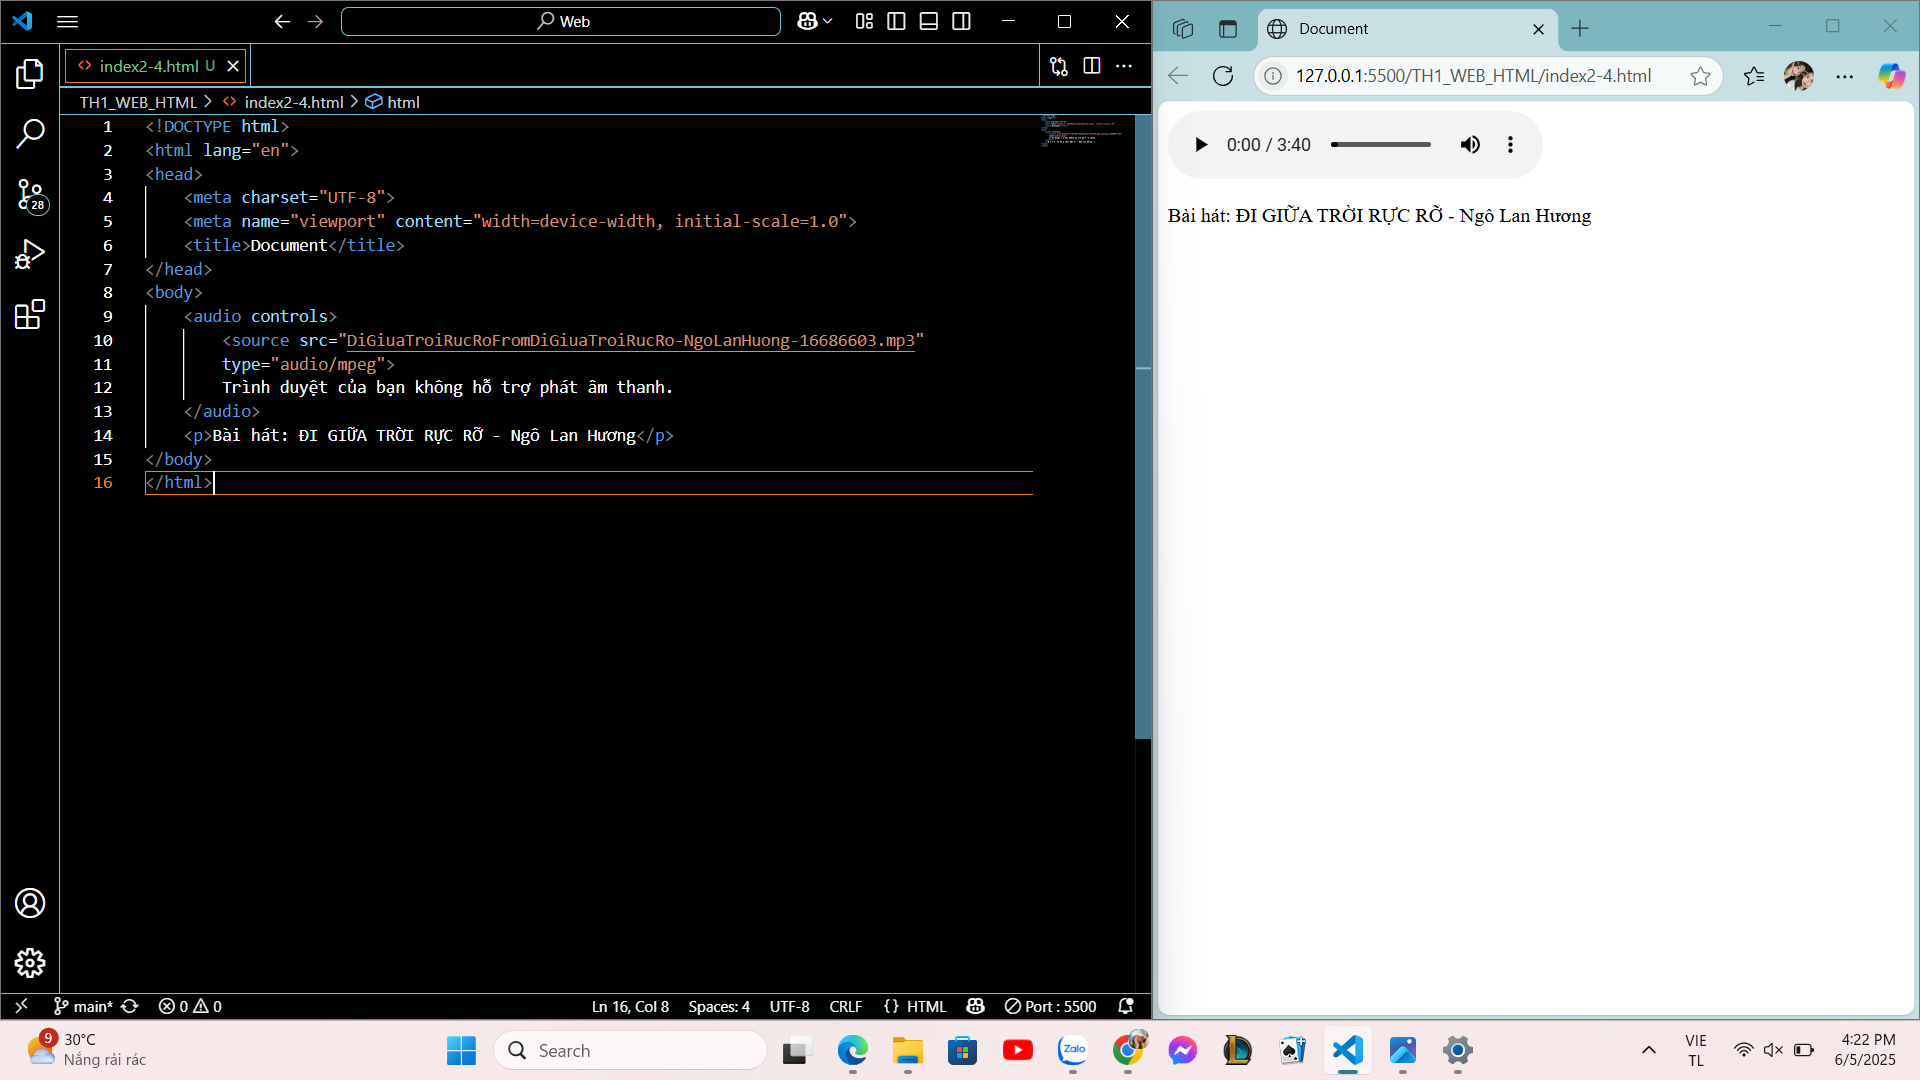 Web
index2-4.html U
TH1_WEB_HTML > index2-4.html > html
1 <!DOCTYPE html>
2 <html lang="en">
3 <head>
4 <meta charset="UTF-8">
5 <meta name="viewport" content="width=device-width, initial-scale=1.0">
6 <title>Document</title>
7 </head>
8 <body>
9 <audio controls>
10 <source src="DiGiuaTroiRucRoFromDiGiuaTroiRucRo-NgoLanHuong-16686603.mp3"
11 type="audio/mpeg">
12 Trình duyệt của bạn không hỗ trợ phát âm thanh.
13 </audio>
14 <p>Bài hát: ĐI GIỮA TRỜI RỰC RỠ - Ngô Lan Hương</p>
15 </body>
16 </html>
28
main* 0 0 Ln 16, Col 8 Spaces: 4 UTF-8 CRLF {} HTML Port : 5500
Document
127.0.0.1:5500/TH1_WEB_HTML/index2-4.html
0:00 / 3:40
Bài hát: ĐI GIỮA TRỜI RỰC RỠ - Ngô Lan Hương
9
30°C
Nắng rải rác
Search
Zalo
VIE
TL
4:22 PM
6/5/2025